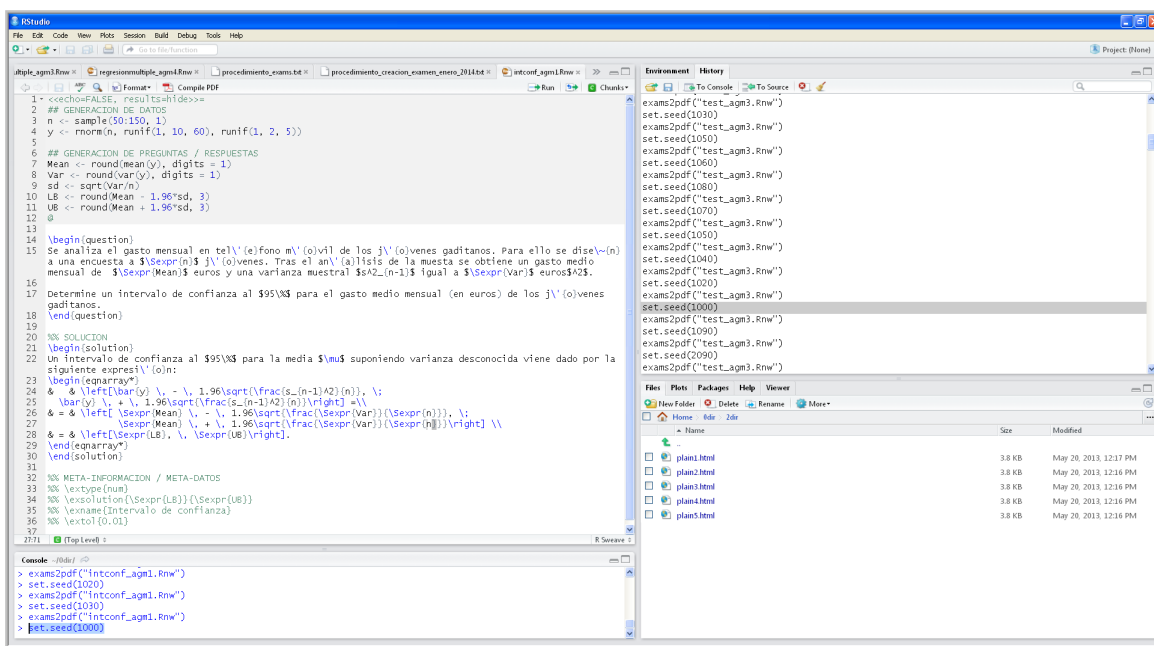 RStudio
File Edit Code View Plots Session Build Debug Tools Help
Go to file/function
Project: (None)
ultiple_agm3.Rnw × regresionmultiple_agm4.Rnw × procedimiento_exams.txt × procedimiento_creacion_examen_enero_2014.txt × intconf_agm1.Rnw ×
Format Compile PDF Run Chunks
1 <<echo=FALSE, results=hide>>=
2 ## GENERACION DE DATOS
3 n <- sample(50:150, 1)
4 y <- rnorm(n, runif(1, 10, 60), runif(1, 2, 5))
5
6 ## GENERACION DE PREGUNTAS / RESPUESTAS
7 Mean <- round(mean(y), digits = 1)
8 Var <- round(var(y), digits = 1)
9 sd <- sqrt(Var/n)
10 LB <- round(Mean - 1.96*sd, 3)
11 UB <- round(Mean + 1.96*sd, 3)
12 @
13
14 \begin{question}
15 Se analiza el gasto mensual en tel\'{e}fono m\'{o}vil de los j\'{o}venes gaditanos. Para ello se dise\~{n}
a una encuesta a $\Sexpr{n}$ j\'{o}venes. Tras el an\'{a}lisis de la muesta se obtiene un gasto medio
mensual de $\Sexpr{Mean}$ euros y una varianza muestral $s^2_{n-1}$ igual a $\Sexpr{Var}$ euros$^2$.
16
17 Determine un intervalo de confianza al $95\%$ para el gasto medio mensual (en euros) de los j\'{o}venes
gaditanos.
18 \end{question}
19
20 %% SOLUCION
21 \begin{solution}
22 Un intervalo de confianza al $95\%$ para la media $\mu$ suponiendo varianza desconocida viene dado por la
siguiente expresi\'{o}n:
23 \begin{eqnarray*}
24 & & \left[\bar{y} \, - \, 1.96\sqrt{\frac{s_{n-1}^2}{n}}, \;
25 \bar{y} \, + \, 1.96\sqrt{\frac{s_{n-1}^2}{n}}\right] =\\
26 & = & \left[ \Sexpr{Mean} \, - \, 1.96\sqrt{\frac{\Sexpr{Var}}{\Sexpr{n}}}, \;
27 \Sexpr{Mean} \, + \, 1.96\sqrt{\frac{\Sexpr{Var}}{\Sexpr{n}}}\right] \\
28 & = & \left[\Sexpr{LB}, \, \Sexpr{UB}\right].
29 \end{eqnarray*}
30 \end{solution}
31
32 %% META-INFORMACION / META-DATOS
33 %% \extype{num}
34 %% \exsolution{\Sexpr{LB}}{\Sexpr{UB}}
35 %% \exname{Intervalo de confianza}
36 %% \extol{0.01}
37
27:71 (Top Level) R Sweave
Console ~/0dir/
> exams2pdf("intconf_agm1.Rnw")
> set.seed(1020)
> exams2pdf("intconf_agm1.Rnw")
> set.seed(1030)
> exams2pdf("intconf_agm1.Rnw")
> set.seed(1000)
Environment History
To Console To Source
exams2pdf("test_agm3.Rnw")
set.seed(1030)
exams2pdf("test_agm3.Rnw")
set.seed(1050)
exams2pdf("test_agm3.Rnw")
set.seed(1060)
exams2pdf("test_agm3.Rnw")
set.seed(1080)
exams2pdf("test_agm3.Rnw")
set.seed(1070)
exams2pdf("test_agm3.Rnw")
set.seed(1050)
exams2pdf("test_agm3.Rnw")
set.seed(1040)
exams2pdf("test_agm3.Rnw")
set.seed(1020)
exams2pdf("test_agm3.Rnw")
set.seed(1000)
exams2pdf("test_agm3.Rnw")
set.seed(1090)
exams2pdf("test_agm3.Rnw")
set.seed(2090)
exams2pdf("test_agm3.Rnw")
Files Plots Packages Help Viewer
New Folder Delete Rename More
Home 0dir 2dir
Name Size Modified
..
plain1.html 3.8 KB May 20, 2013, 12:17 PM
plain2.html 3.8 KB May 20, 2013, 12:16 PM
plain3.html 3.8 KB May 20, 2013, 12:16 PM
plain4.html 3.8 KB May 20, 2013, 12:16 PM
plain5.html 3.8 KB May 20, 2013, 12:16 PM